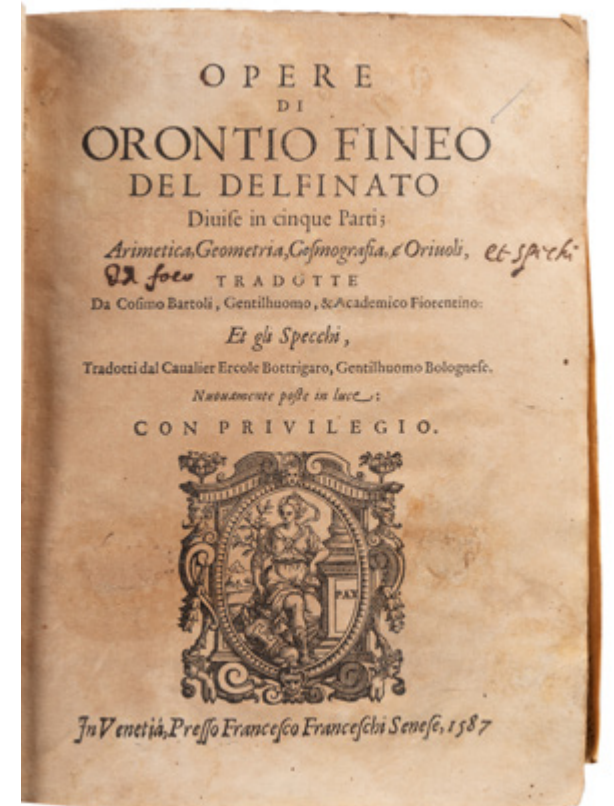 OPERE
DI
ORONTIO FINEO
DEL DELFINATO
Diuiſe in cinque Parti;
Arimetica, Geometria, Coſmografia, e Oriuoli, et specchi
da foco TRADOTTE
Da Coſimo Bartoli, Gentilhuomo, & Academico Fiorentino:
Et gli Specchi,
Tradotti dal Caualier Ercole Bottrigaro, Gentilhuomo Bologneſe.
Nuouamente poſte in luce:
CON PRIVILEGIO.
PAX
In Venetia, Preſſo Franceſco Franceſchi Seneſe, 1587